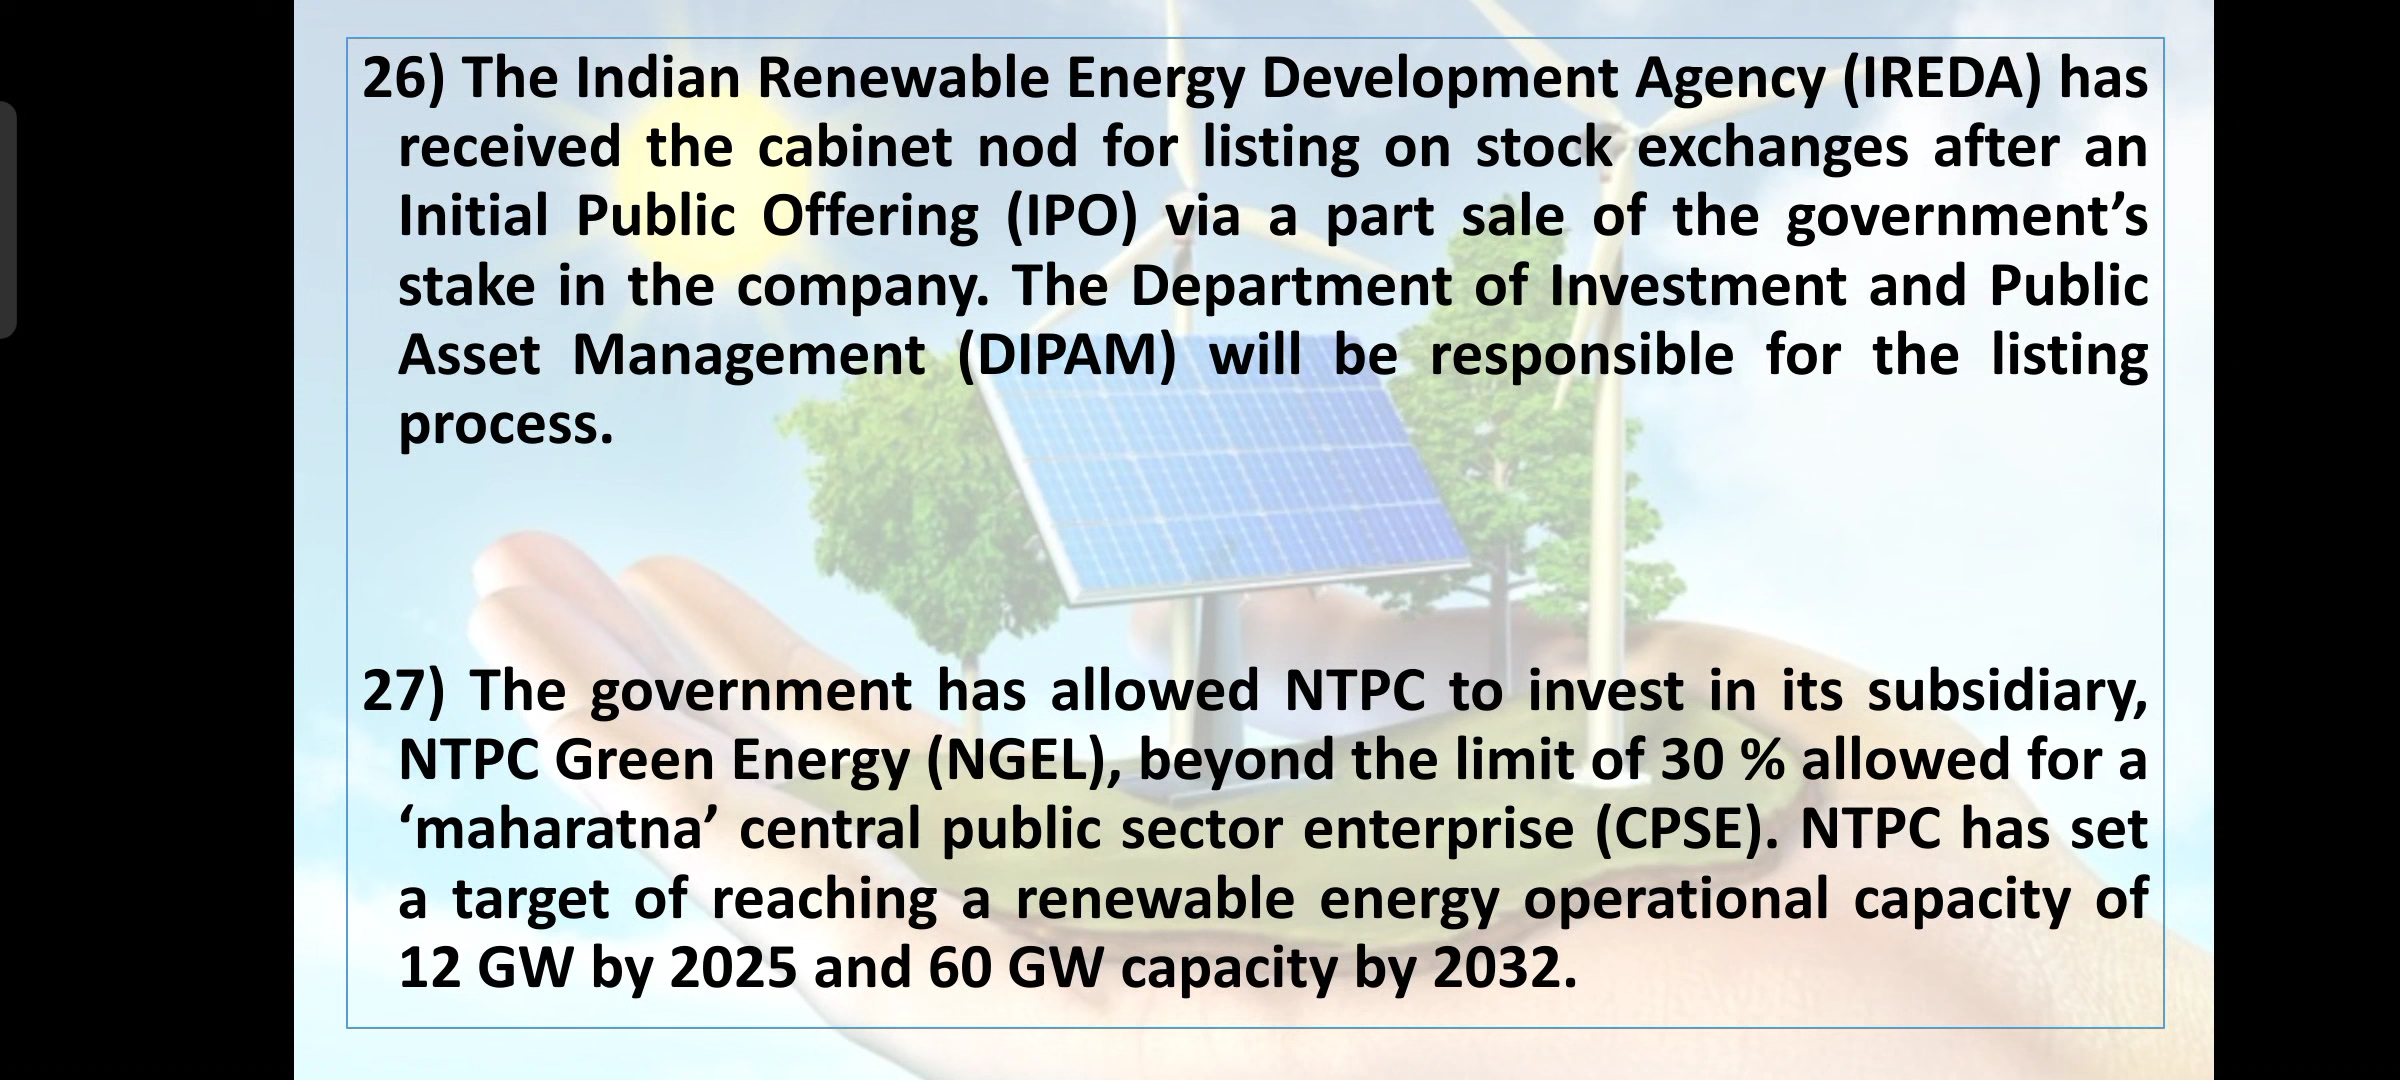 26) The Indian Renewable Energy Development Agency (IREDA) has
received the cabinet nod for listing on stock exchanges after an
Initial Public Offering (IPO) via a part sale of the government’s
stake in the company. The Department of Investment and Public
Asset Management (DIPAM) will be responsible for the listing
process.
27) The government has allowed NTPC to invest in its subsidiary,
NTPC Green Energy (NGEL), beyond the limit of 30 % allowed for a
‘maharatna’ central public sector enterprise (CPSE). NTPC has set
a target of reaching a renewable energy operational capacity of
12 GW by 2025 and 60 GW capacity by 2032.